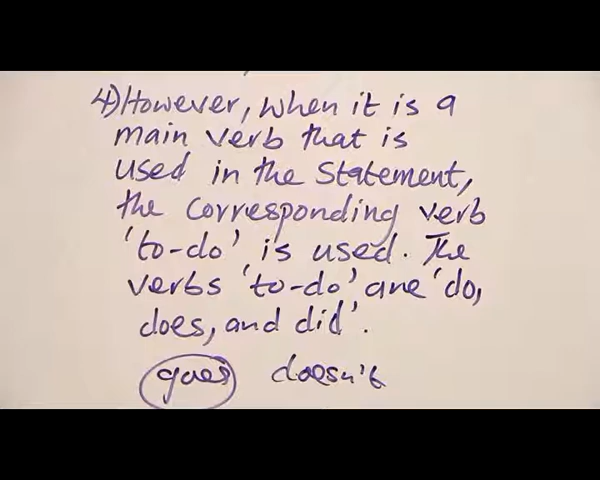 4) However, when it is a
main verb that is
used in the Statement,
the corresponding verb
'to-do' is used. The
verbs 'to-do' are 'do,
does, and did'.
goes doesn't